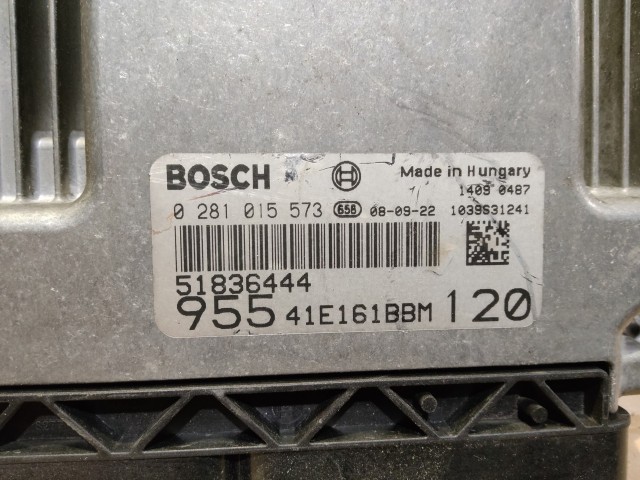 BOSCH Made in Hungary
1409 0487
0 281 015 573 658 08-09-22 1039S31241
51836444
955 41E161BBM 120